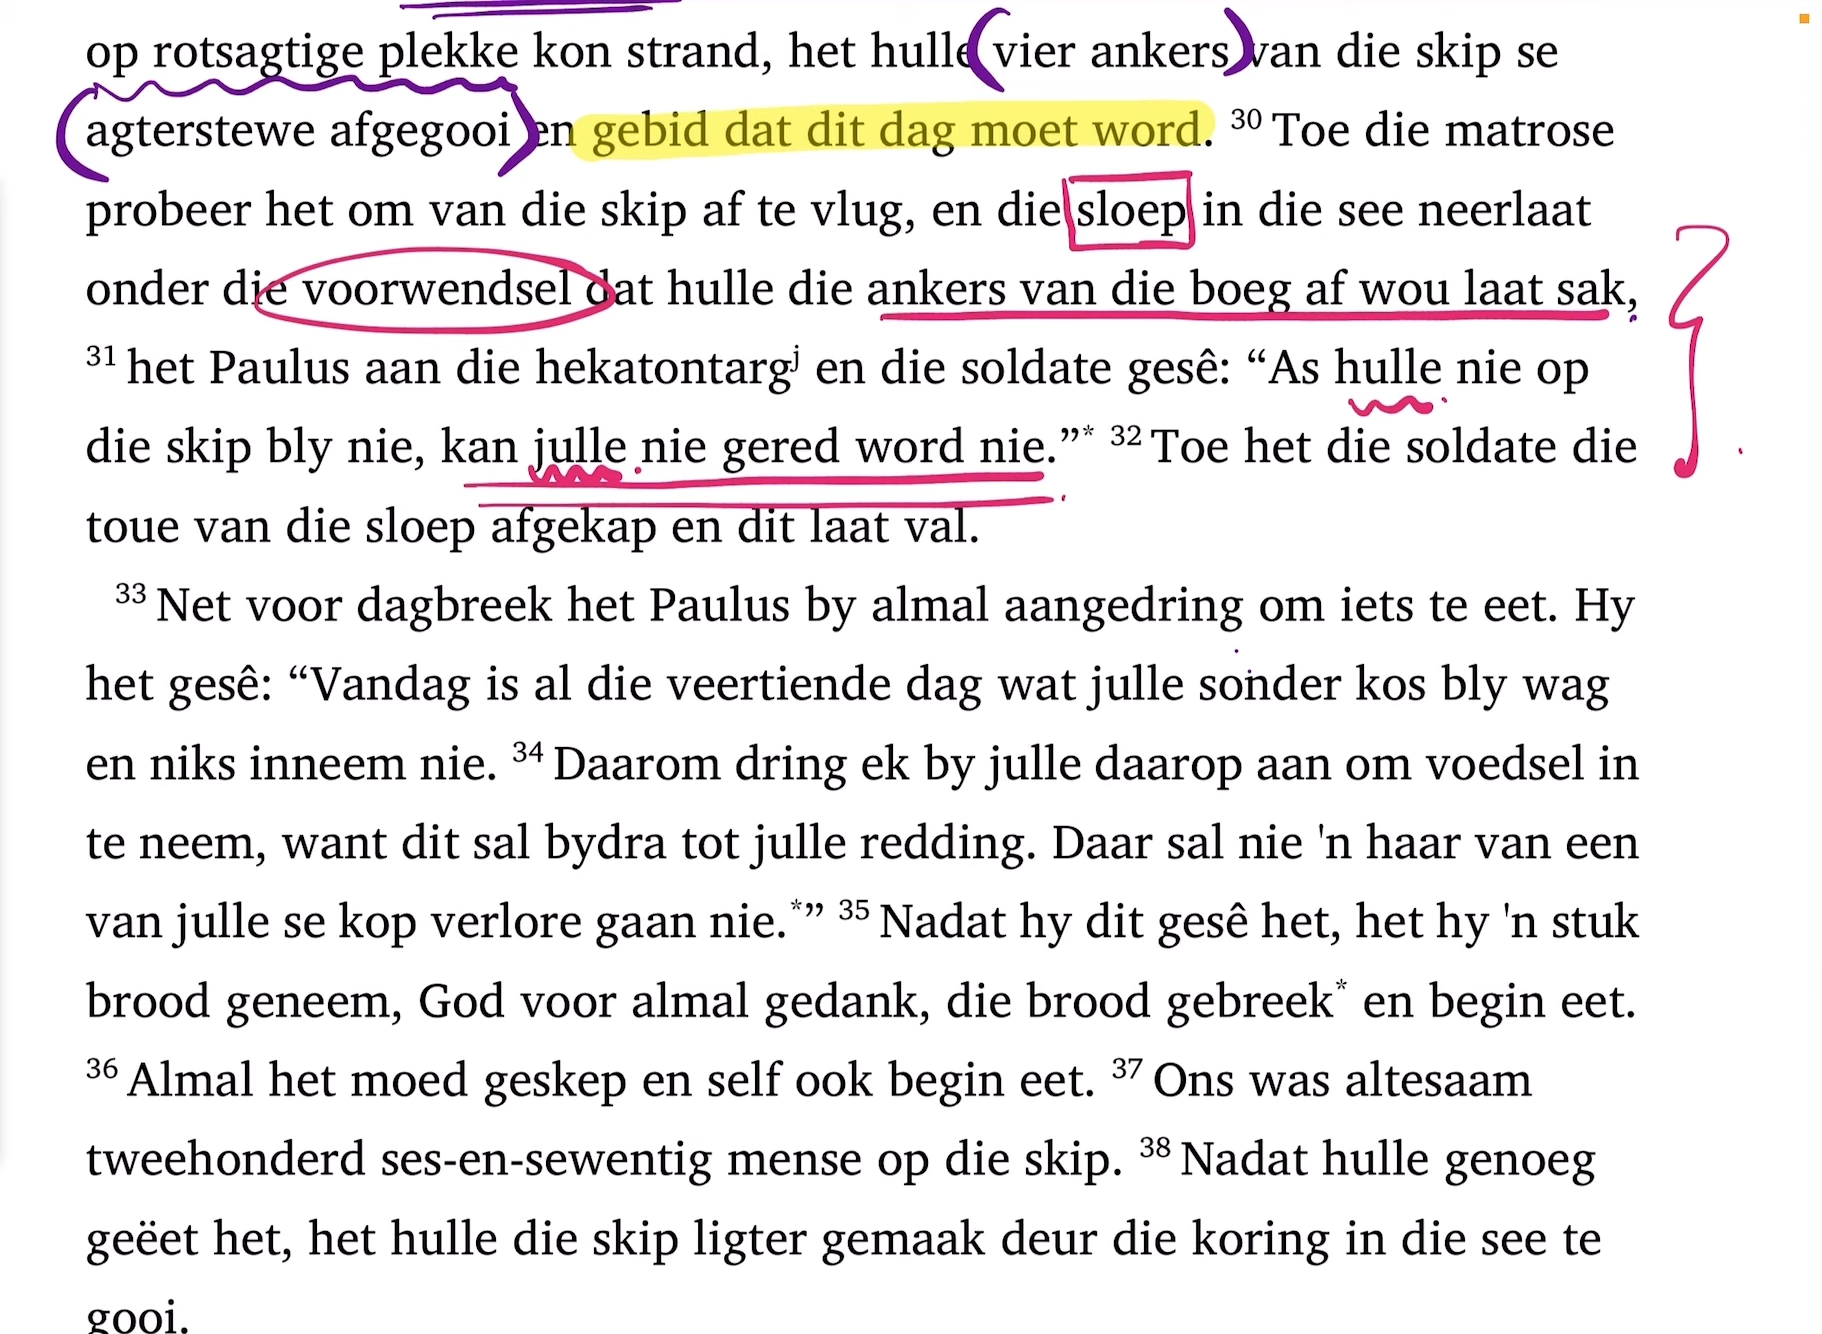 op rotsagtige plekke kon strand, het hulle vier ankers van die skip se
agterstewe afgegooi en gebid dat dit dag moet word. 30 Toe die matrose
probeer het om van die skip af te vlug, en die sloep in die see neerlaat
onder die voorwendsel dat hulle die ankers van die boeg af wou laat sak,
31 het Paulus aan die hekatontargj en die soldate gesê: “As hulle nie op
die skip bly nie, kan julle nie gered word nie.”* 32 Toe het die soldate die
toue van die sloep afgekap en dit laat val.
33 Net voor dagbreek het Paulus by almal aangedring om iets te eet. Hy
het gesê: “Vandag is al die veertiende dag wat julle sonder kos bly wag
en niks inneem nie. 34 Daarom dring ek by julle daarop aan om voedsel in
te neem, want dit sal bydra tot julle redding. Daar sal nie 'n haar van een
van julle se kop verlore gaan nie.*” 35 Nadat hy dit gesê het, het hy 'n stuk
brood geneem, God voor almal gedank, die brood gebreek* en begin eet.
36 Almal het moed geskep en self ook begin eet. 37 Ons was altesaam
tweehonderd ses-en-sewentig mense op die skip. 38 Nadat hulle genoeg
geëet het, het hulle die skip ligter gemaak deur die koring in die see te
gooi.